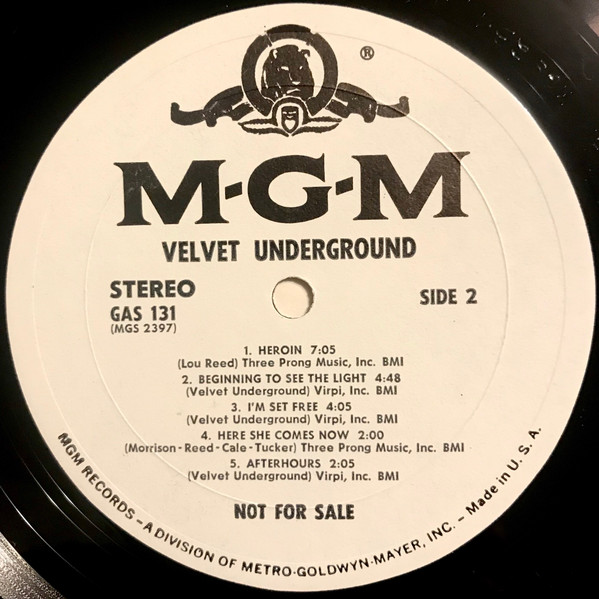 ®
M-G-M
VELVET UNDERGROUND
STEREO
GAS 131
(MGS 2397)
SIDE 2
1. HEROIN 7:05
(Lou Reed) Three Prong Music, Inc. BMI
2. BEGINNING TO SEE THE LIGHT 4:48
(Velvet Underground) Virpi, Inc. BMI
3. I'M SET FREE 4:05
(Velvet Underground) Virpi, Inc. BMI
4. HERE SHE COMES NOW 2:00
(Morrison-Reed-Cale-Tucker) Three Prong Music, Inc. BMI
5. AFTERHOURS 2:05
(Velvet Underground) Virpi, Inc. BMI
NOT FOR SALE
MGM RECORDS – A DIVISION OF METRO-GOLDWYN-MAYER, INC. – Made in U. S. A.